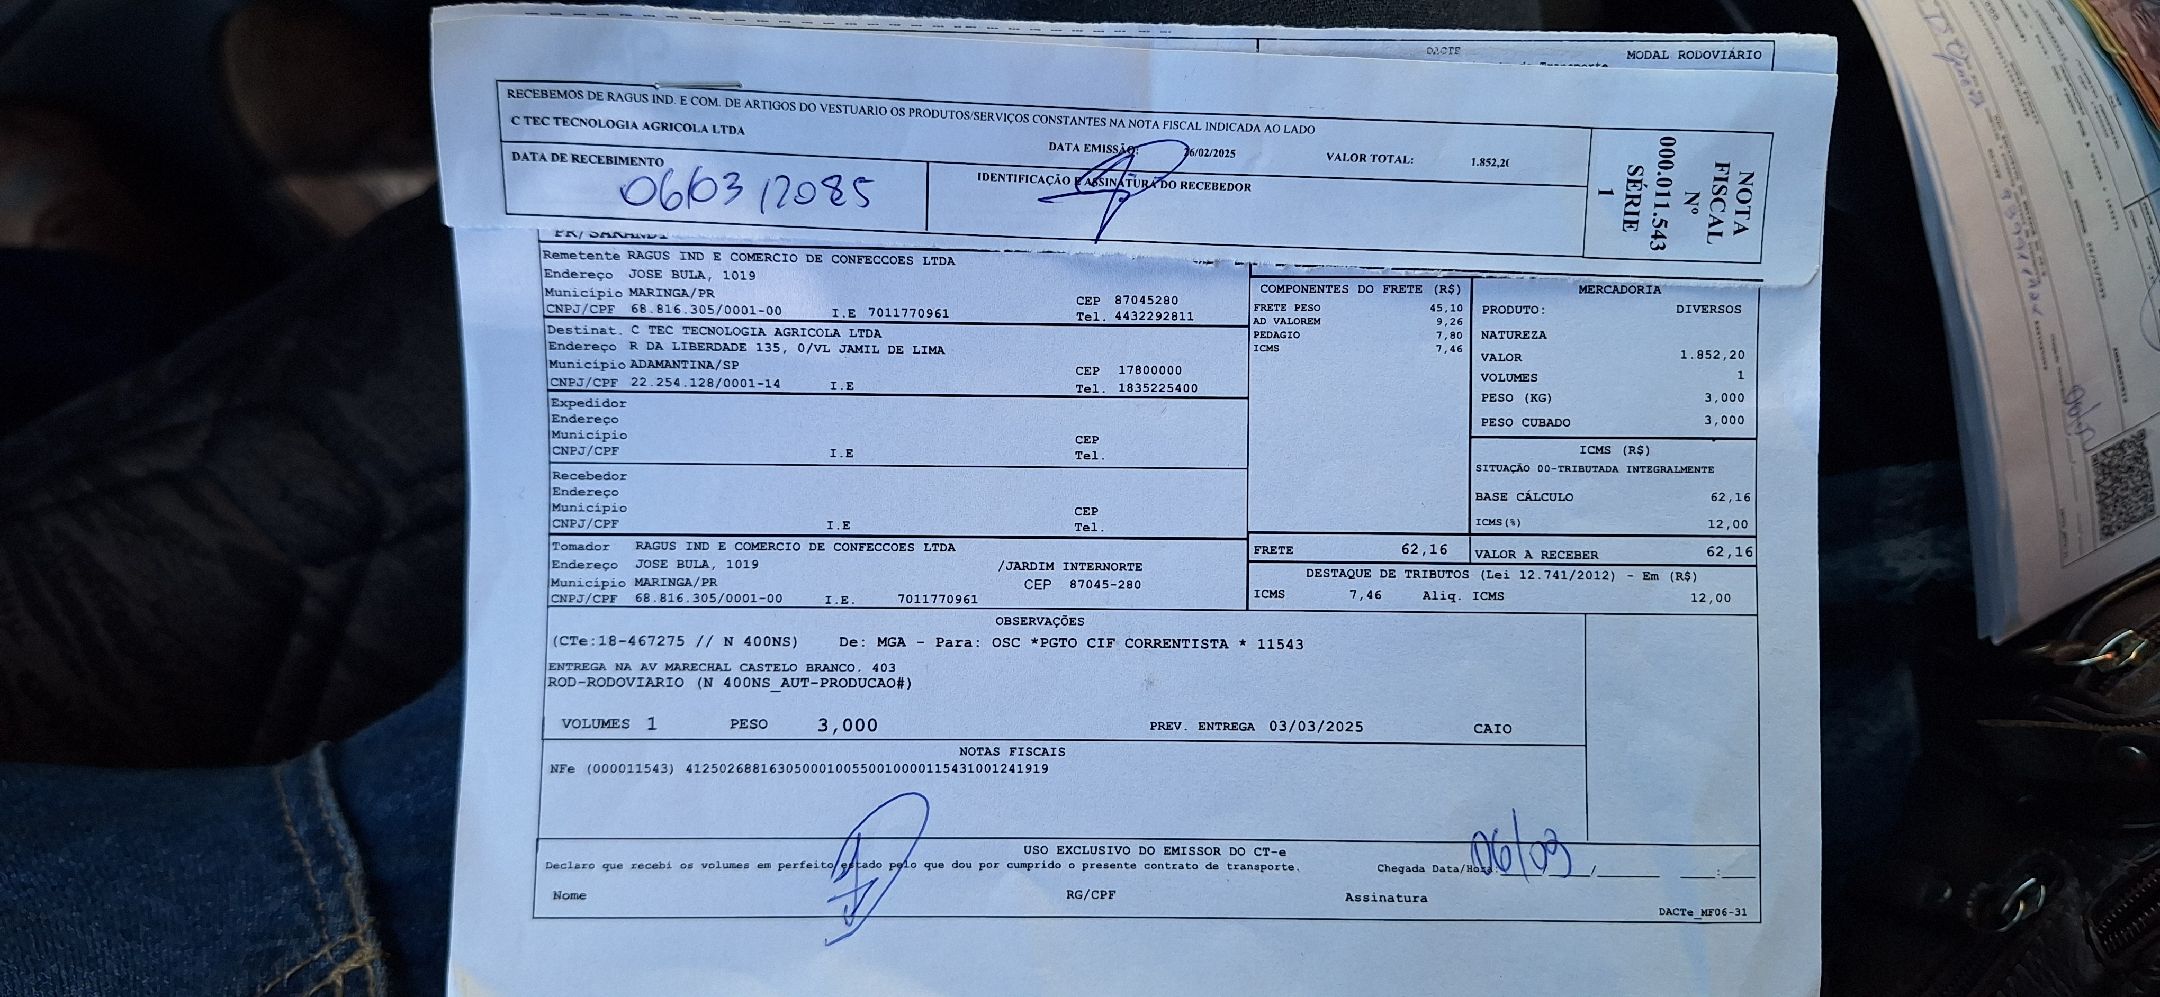 DACTE
MODAL RODOVIÁRIO
RECEBEMOS DE RAGUS IND. E COM. DE ARTIGOS DO VESTUARIO OS PRODUTOS/SERVIÇOS CONSTANTES NA NOTA FISCAL INDICADA AO LADO
C TEC TECNOLOGIA AGRICOLA LTDA
DATA EMISSÃO: 26/02/2025 VALOR TOTAL: 1.852,20
DATA DE RECEBIMENTO
06/03/2025
IDENTIFICAÇÃO E ASSINATURA DO RECEBEDOR
NOTA
FISCAL
Nº
000.011.543
SÉRIE
1
PR/ SARANDI
Remetente RAGUS IND E COMERCIO DE CONFECCOES LTDA
Endereço JOSE BULA, 1019
Município MARINGA/PR CEP 87045280
CNPJ/CPF 68.816.305/0001-00 I.E 7011770961 Tel. 4432292811
Destinat. C TEC TECNOLOGIA AGRICOLA LTDA
Endereço R DA LIBERDADE 135, 0/VL JAMIL DE LIMA
Município ADAMANTINA/SP CEP 17800000
CNPJ/CPF 22.254.128/0001-14 I.E Tel. 1835225400
Expedidor
Endereço
Município CEP
CNPJ/CPF I.E Tel.
Recebedor
Endereço
Município CEP
CNPJ/CPF I.E Tel.
Tomador RAGUS IND E COMERCIO DE CONFECCOES LTDA
Endereço JOSE BULA, 1019 /JARDIM INTERNORTE
Município MARINGA/PR CEP 87045-280
CNPJ/CPF 68.816.305/0001-00 I.E. 7011770961
COMPONENTES DO FRETE (R$)
FRETE PESO 45,10
AD VALOREM 9,26
PEDAGIO 7,80
ICMS 7,46
MERCADORIA
PRODUTO: DIVERSOS
NATUREZA
VALOR 1.852,20
VOLUMES 1
PESO (KG) 3,000
PESO CUBADO 3,000
ICMS (R$)
SITUAÇÃO 00-TRIBUTADA INTEGRALMENTE
BASE CÁLCULO 62,16
ICMS(%) 12,00
FRETE 62,16 VALOR A RECEBER 62,16
DESTAQUE DE TRIBUTOS (Lei 12.741/2012) - Em (R$)
ICMS 7,46 Aliq. ICMS 12,00
OBSERVAÇÕES
(CTe:18-467275 // N 400NS) De: MGA - Para: OSC *PGTO CIF CORRENTISTA * 11543
ENTREGA NA AV MARECHAL CASTELO BRANCO, 403
ROD-RODOVIARIO (N 400NS_AUT-PRODUCAO#)
VOLUMES 1 PESO 3,000 PREV. ENTREGA 03/03/2025 CAIO
NOTAS FISCAIS
NFe (000011543) 41250268816305000100550010000115431001241919
USO EXCLUSIVO DO EMISSOR DO CT-e
Declaro que recebi os volumes em perfeito estado pelo que dou por cumprido o presente contrato de transporte.
Chegada Data/Hora: 06/03 / :
Nome RG/CPF Assinatura
DACTe_MF06-31